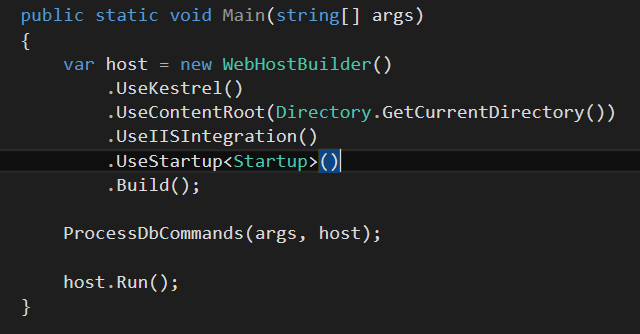 public static void Main(string[] args)
{
    var host = new WebHostBuilder()
        .UseKestrel()
        .UseContentRoot(Directory.GetCurrentDirectory())
        .UseIISIntegration()
        .UseStartup<Startup>()
        .Build();

    ProcessDbCommands(args, host);

    host.Run();
}